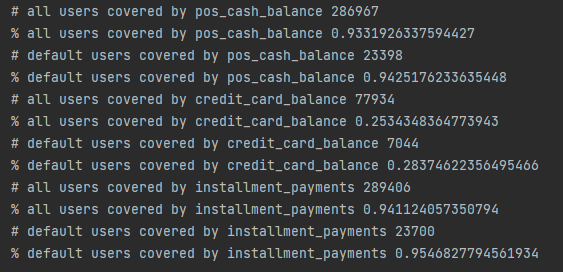 # all users covered by pos_cash_balance 286967
% all users covered by pos_cash_balance 0.9331926337594427
# default users covered by pos_cash_balance 23398
% default users covered by pos_cash_balance 0.9425176233635448
# all users covered by credit_card_balance 77934
% all users covered by credit_card_balance 0.2534348364773943
# default users covered by credit_card_balance 7044
% default users covered by credit_card_balance 0.28374622356495466
# all users covered by installment_payments 289406
% all users covered by installment_payments 0.941124057350794
# default users covered by installment_payments 23700
% default users covered by installment_payments 0.9546827794561934